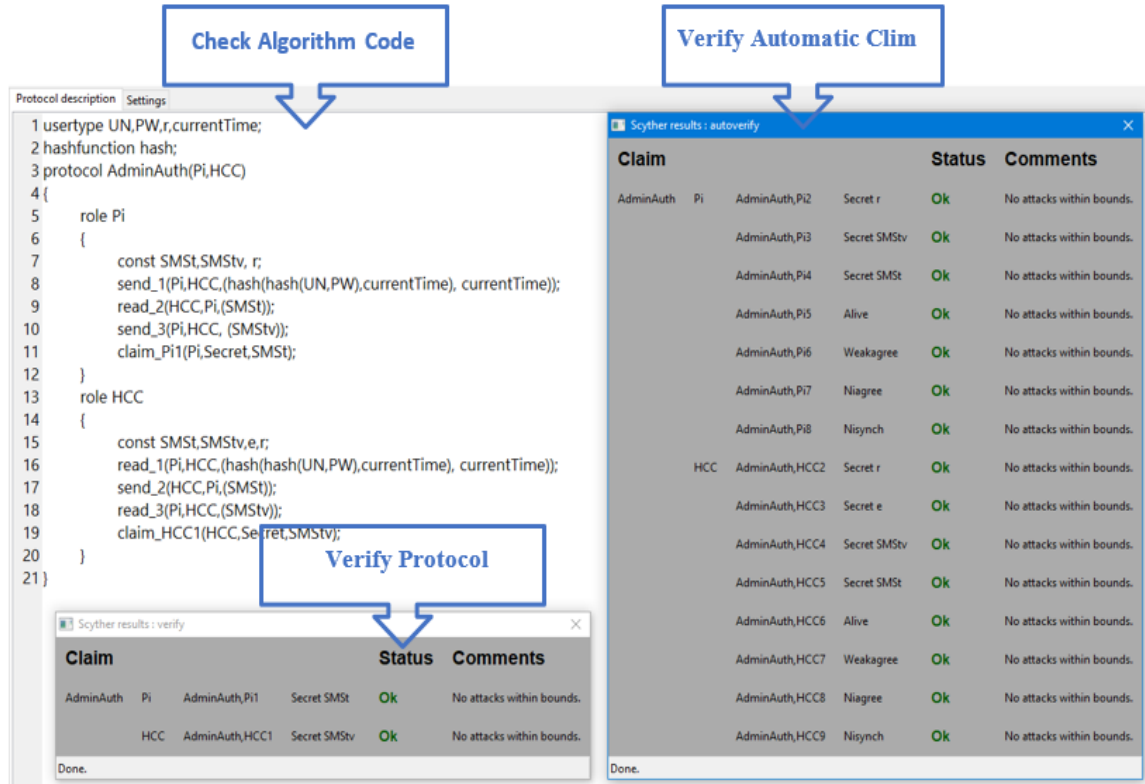 Check Algorithm Code
Verify Automatic Clim
Protocol description Settings
1 usertype UN,PW,r,currentTime;
2 hashfunction hash;
3 protocol AdminAuth(Pi,HCC)
4 {
5 role Pi
6 {
7 const SMSt,SMStv, r;
8 send_1(Pi,HCC,(hash(hash(UN,PW),currentTime), currentTime));
9 read_2(HCC,Pi,(SMSt));
10 send_3(Pi,HCC, (SMStv));
11 claim_Pi1(Pi,Secret,SMSt);
12 }
13 role HCC
14 {
15 const SMSt,SMStv,e,r;
16 read_1(Pi,HCC,(hash(hash(UN,PW),currentTime), currentTime));
17 send_2(HCC,Pi,(SMSt));
18 read_3(Pi,HCC,(SMStv));
19 claim_HCC1(HCC,Secret,SMStv);
20 }
21 }
Verify Protocol
Scyther results : verify
Claim Status Comments
AdminAuth Pi AdminAuth,Pi1 Secret SMSt Ok No attacks within bounds.
HCC AdminAuth,HCC1 Secret SMStv Ok No attacks within bounds.
Done.
Scyther results : autoverify
Claim Status Comments
AdminAuth Pi AdminAuth,Pi2 Secret r Ok No attacks within bounds.
AdminAuth,Pi3 Secret SMStv Ok No attacks within bounds.
AdminAuth,Pi4 Secret SMSt Ok No attacks within bounds.
AdminAuth,Pi5 Alive Ok No attacks within bounds.
AdminAuth,Pi6 Weakagree Ok No attacks within bounds.
AdminAuth,Pi7 Niagree Ok No attacks within bounds.
AdminAuth,Pi8 Nisynch Ok No attacks within bounds.
HCC AdminAuth,HCC2 Secret r Ok No attacks within bounds.
AdminAuth,HCC3 Secret e Ok No attacks within bounds.
AdminAuth,HCC4 Secret SMStv Ok No attacks within bounds.
AdminAuth,HCC5 Secret SMSt Ok No attacks within bounds.
AdminAuth,HCC6 Alive Ok No attacks within bounds.
AdminAuth,HCC7 Weakagree Ok No attacks within bounds.
AdminAuth,HCC8 Niagree Ok No attacks within bounds.
AdminAuth,HCC9 Nisynch Ok No attacks within bounds.
Done.